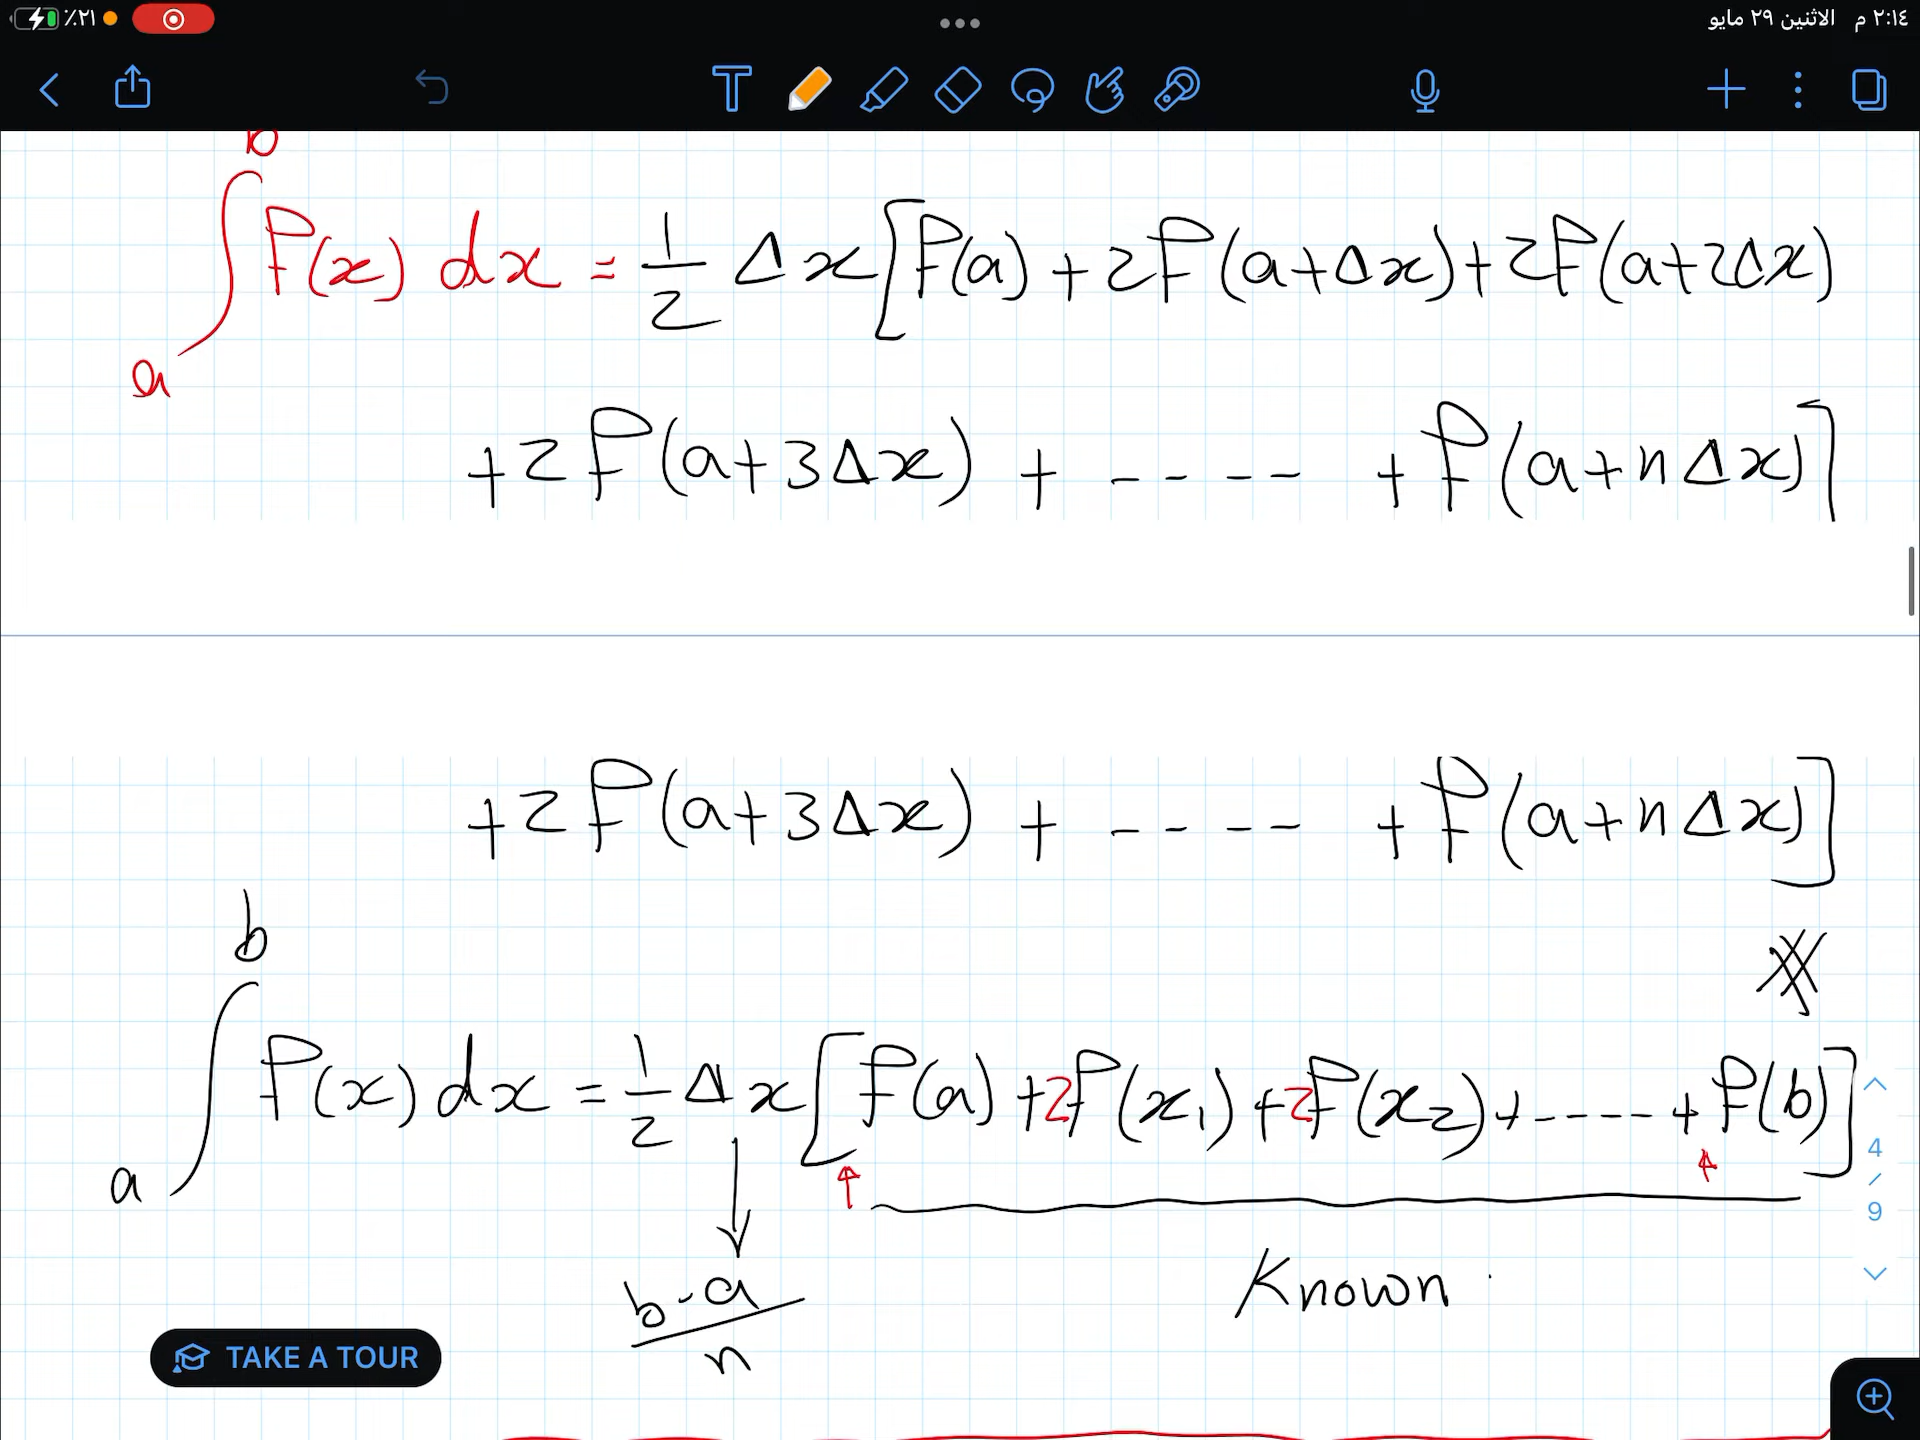 ٪٢١
٢:١٤ م الاثنين ٢٩ مايو
T
b
∫ f(x) dx = 1/2 Δx [f(a) + 2f(a+Δx) + 2f(a+2Δx)
a
+ 2f(a+3Δx) + ---- + f(a+nΔx)]
+ 2f(a+3Δx) + ---- + f(a+nΔx)]
b
∫ f(x) dx = 1/2 Δx [f(a) + 2f(x₁) + 2f(x₂) + ---- + f(b)]
a
4
/
9
b-a
n
Known
TAKE A TOUR